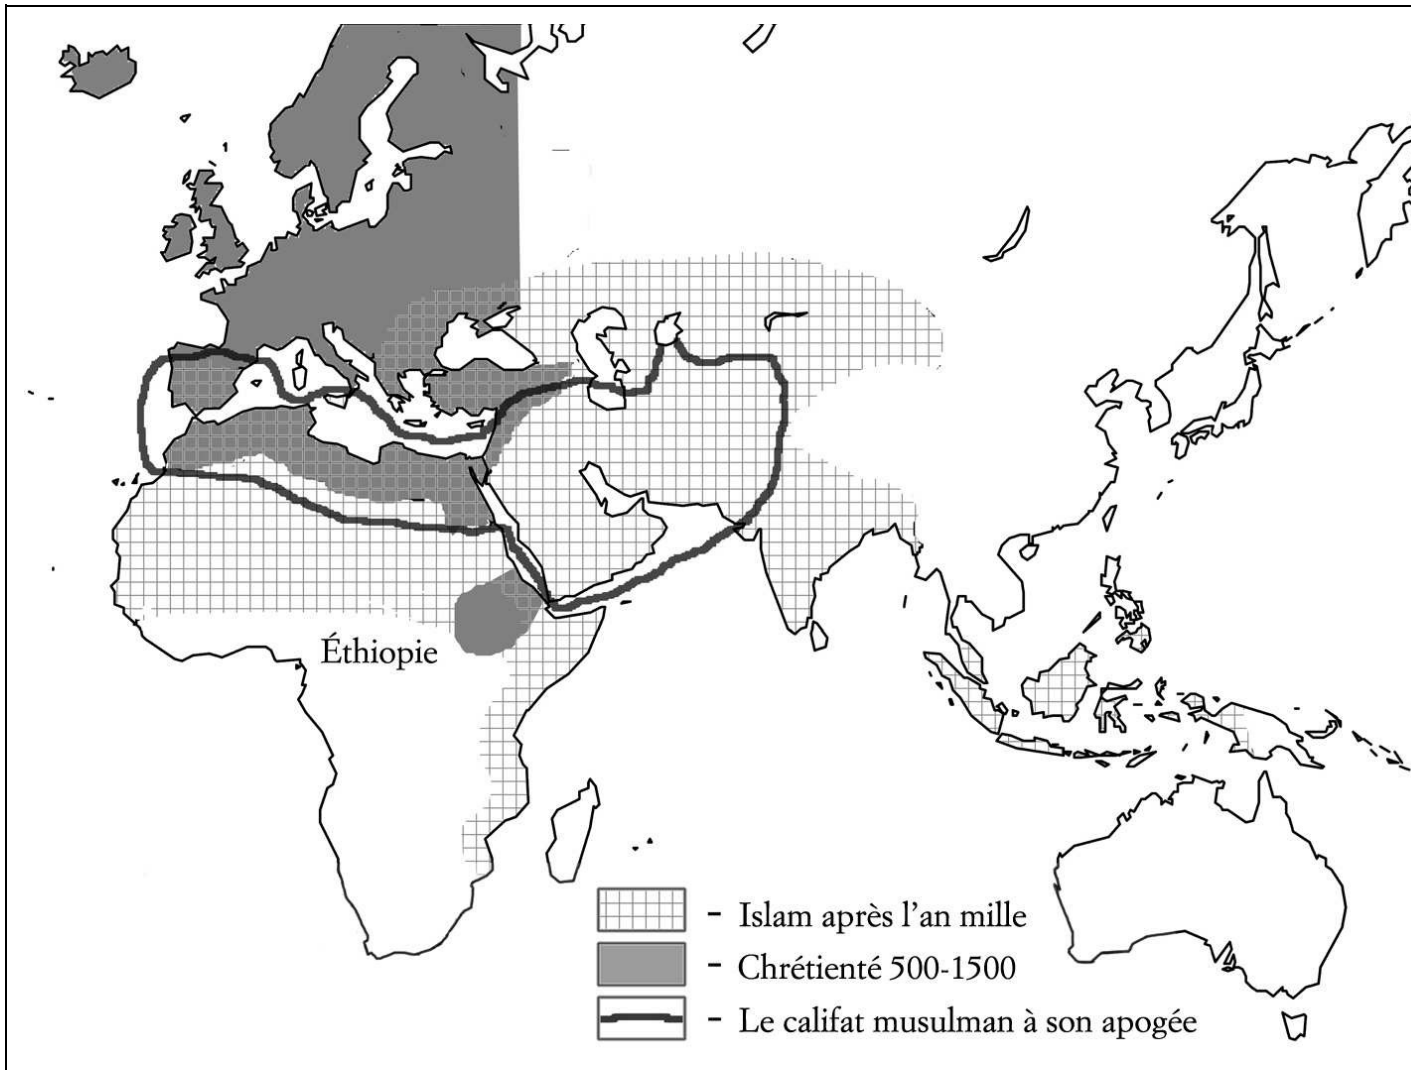 Éthiopie
- Islam après l'an mille
- Chrétienté 500-1500
- Le califat musulman à son apogée